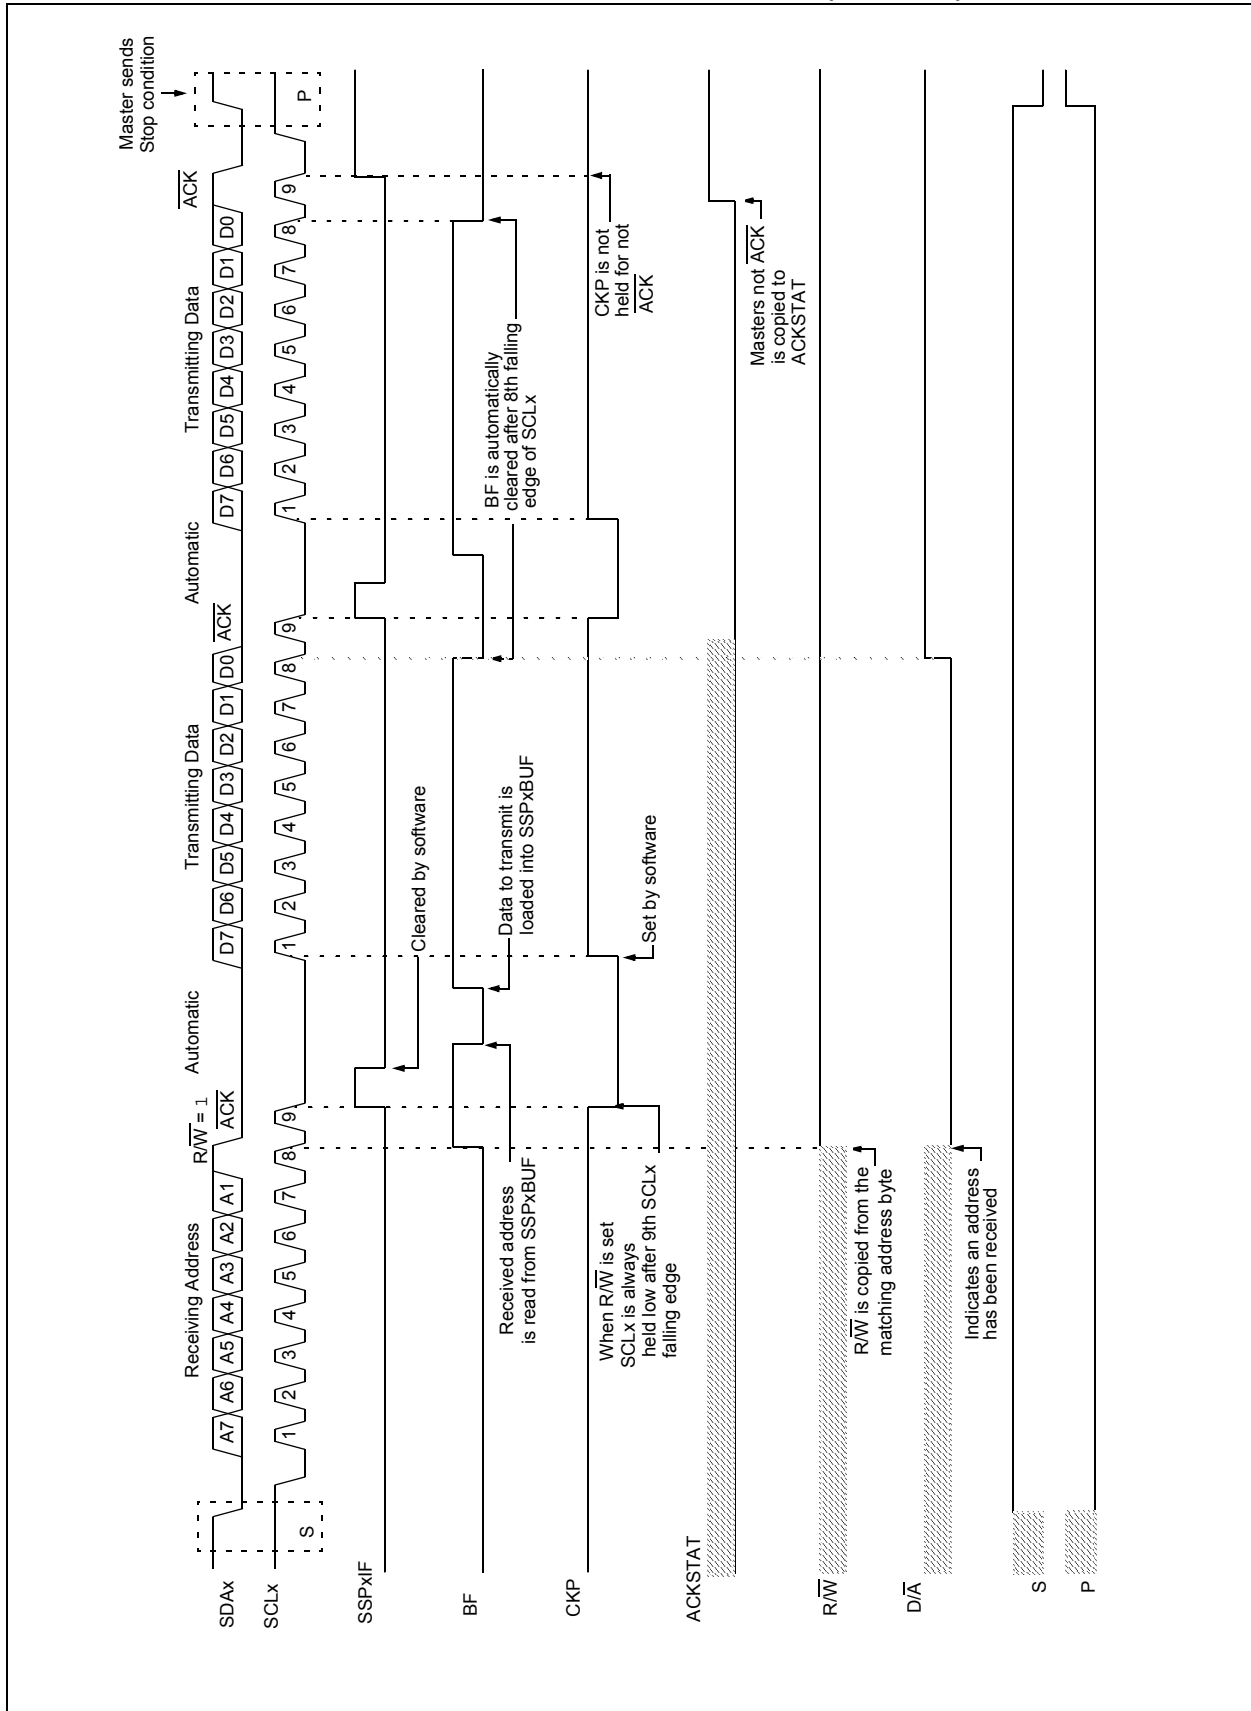 Master sends
Stop condition
Receiving Address
R/W = 1
ACK
Automatic
Transmitting Data
ACK
Automatic
Transmitting Data
ACK
SDAx
A7 A6 A5 A4 A3 A2 A1
D7 D6 D5 D4 D3 D2 D1 D0
D7 D6 D5 D4 D3 D2 D1 D0
SCLx
S
1 2 3 4 5 6 7 8 9
1 2 3 4 5 6 7 8 9
1 2 3 4 5 6 7 8 9
P
SSPxIF
Cleared by software
BF
Received address
is read from SSPxBUF
Data to transmit is
loaded into SSPxBUF
BF is automatically
cleared after 8th falling
edge of SCLx
CKP
When R/W is set
SCLx is always
held low after 9th SCLx
falling edge
Set by software
CKP is not
held for not
ACK
ACKSTAT
Masters not ACK
is copied to
ACKSTAT
R/W
R/W is copied from the
matching address byte
D/A
Indicates an address
has been received
S
P